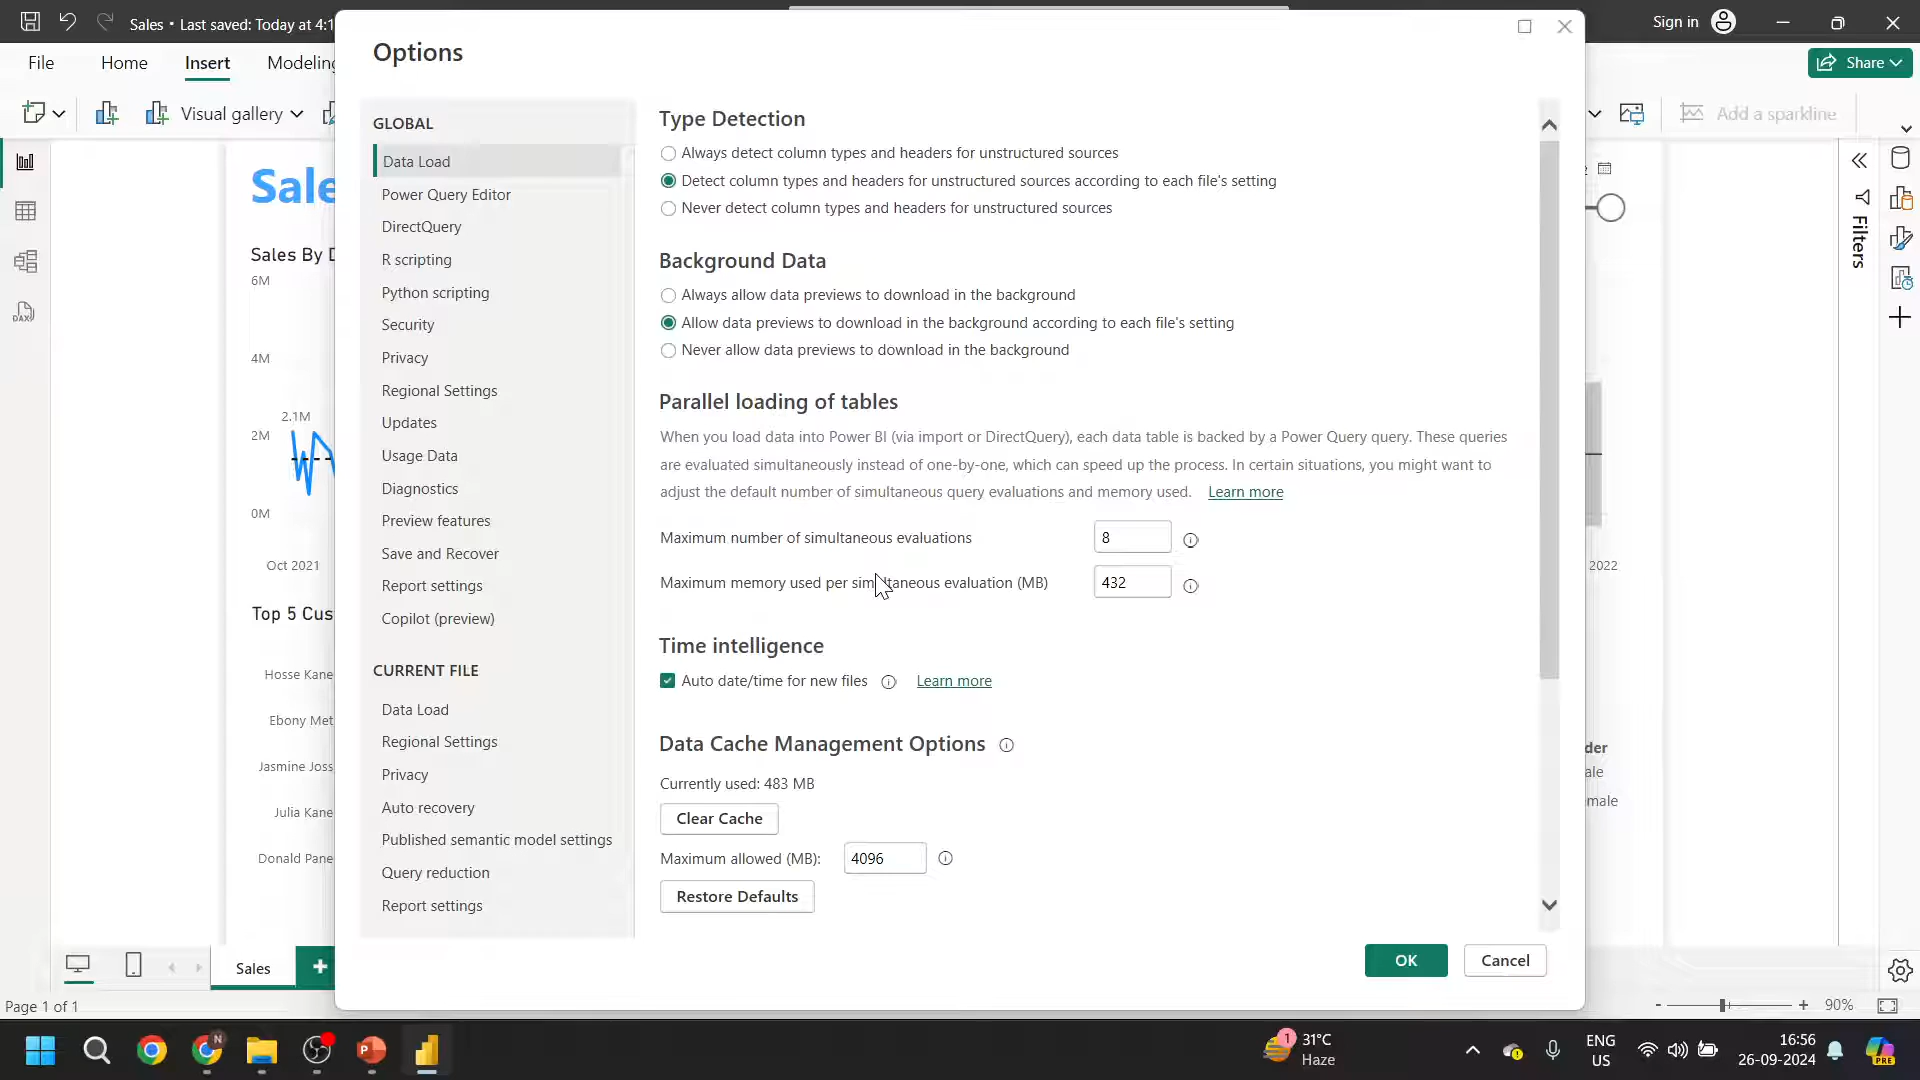 Sales • Last saved: Today at 4:1
Sign in
File
Home
Insert
Modeling
Share
Visual gallery
Add a sparkline
Options
GLOBAL
Data Load
Power Query Editor
DirectQuery
R scripting
Python scripting
Security
Privacy
Regional Settings
Updates
Usage Data
Diagnostics
Preview features
Save and Recover
Report settings
Copilot (preview)
CURRENT FILE
Data Load
Regional Settings
Privacy
Auto recovery
Published semantic model settings
Query reduction
Report settings
Type Detection
Always detect column types and headers for unstructured sources
Detect column types and headers for unstructured sources according to each file's setting
Never detect column types and headers for unstructured sources
Background Data
Always allow data previews to download in the background
Allow data previews to download in the background according to each file's setting
Never allow data previews to download in the background
Parallel loading of tables
When you load data into Power BI (via import or DirectQuery), each data table is backed by a Power Query query. These queries
are evaluated simultaneously instead of one-by-one, which can speed up the process. In certain situations, you might want to
adjust the default number of simultaneous query evaluations and memory used. Learn more
Maximum number of simultaneous evaluations 8
Maximum memory used per simultaneous evaluation (MB) 432
Time intelligence
Auto date/time for new files Learn more
Data Cache Management Options
Currently used: 483 MB
Clear Cache
Maximum allowed (MB): 4096
Restore Defaults
OK
Cancel
Sale
Sales By D
6M
4M
2.1M
2M
0M
Oct 2021
Top 5 Cus
Hosse Kane
Ebony Met
Jasmine Joss
Julia Kane
Donald Pane
Filters
2022
der
ale
male
DAX
Sales
Page 1 of 1
90%
1
31°C
Haze
N
ENG
US
16:56
26-09-2024
PRE